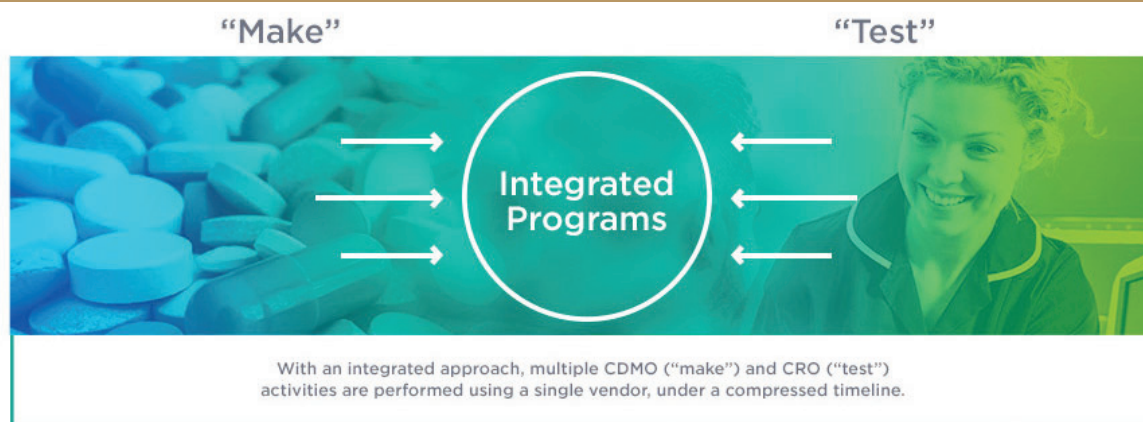 “Make”
“Test”
Integrated
Programs
With an integrated approach, multiple CDMO (“make”) and CRO (“test”)
activities are performed using a single vendor, under a compressed timeline.